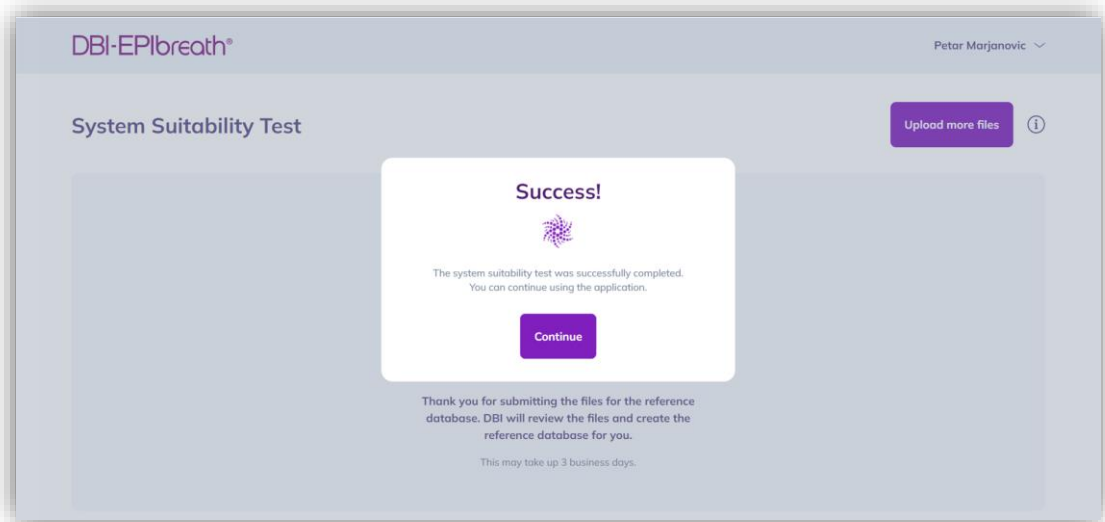 DBI-EPIbreath®
Petar Marjanovic
System Suitability Test
Upload more files
Success!
The system suitability test was successfully completed.
You can continue using the application.
Continue
Thank you for submitting the files for the reference
database. DBI will review the files and create the
reference database for you.
This may take up 3 business days.